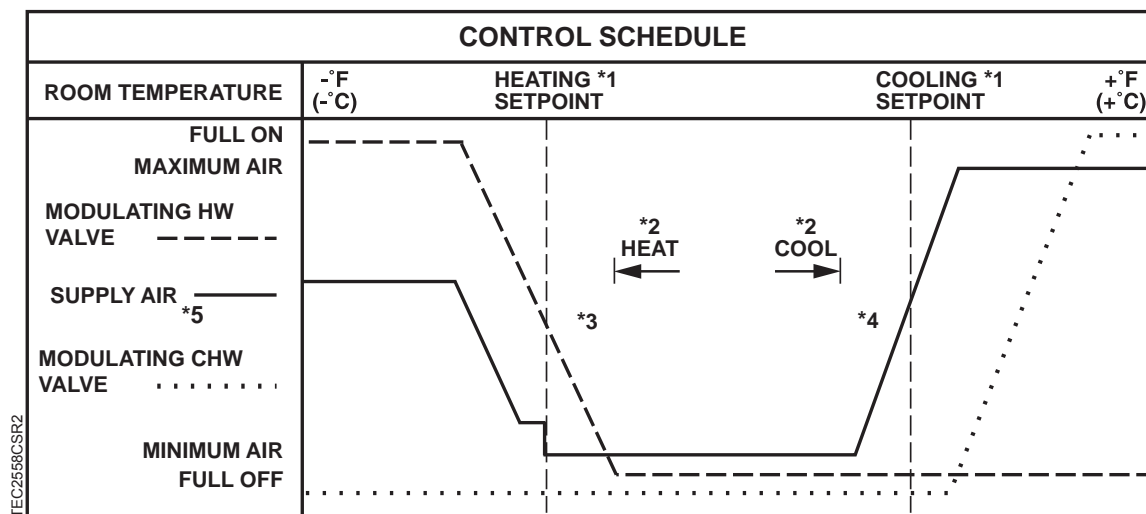 CONTROL SCHEDULE
ROOM TEMPERATURE
-°F
(-°C)
HEATING *1
SETPOINT
COOLING *1
SETPOINT
+°F
(+°C)
FULL ON
MAXIMUM AIR
MODULATING HW
VALVE
*2
HEAT
*2
COOL
SUPPLY AIR
*5
*3
*4
MODULATING CHW
VALVE
MINIMUM AIR
FULL OFF
TEC2558CSR2